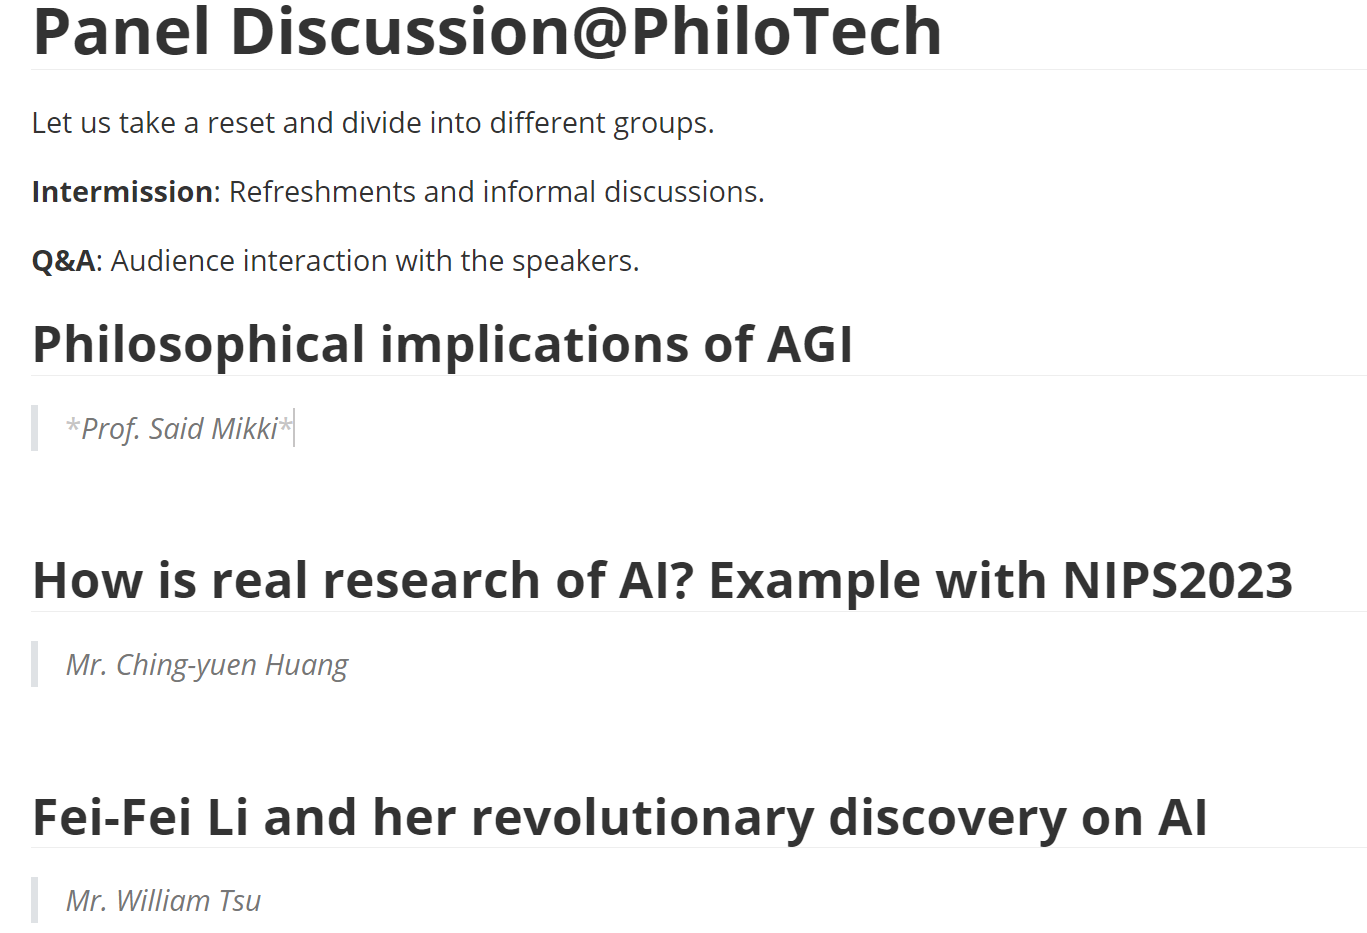 Panel Discussion@PhiloTech
Let us take a reset and divide into different groups.
Intermission: Refreshments and informal discussions.
Q&A: Audience interaction with the speakers.
Philosophical implications of AGI
*Prof. Said Mikki*
How is real research of AI? Example with NIPS2023
Mr. Ching-yuen Huang
Fei-Fei Li and her revolutionary discovery on AI
Mr. William Tsu